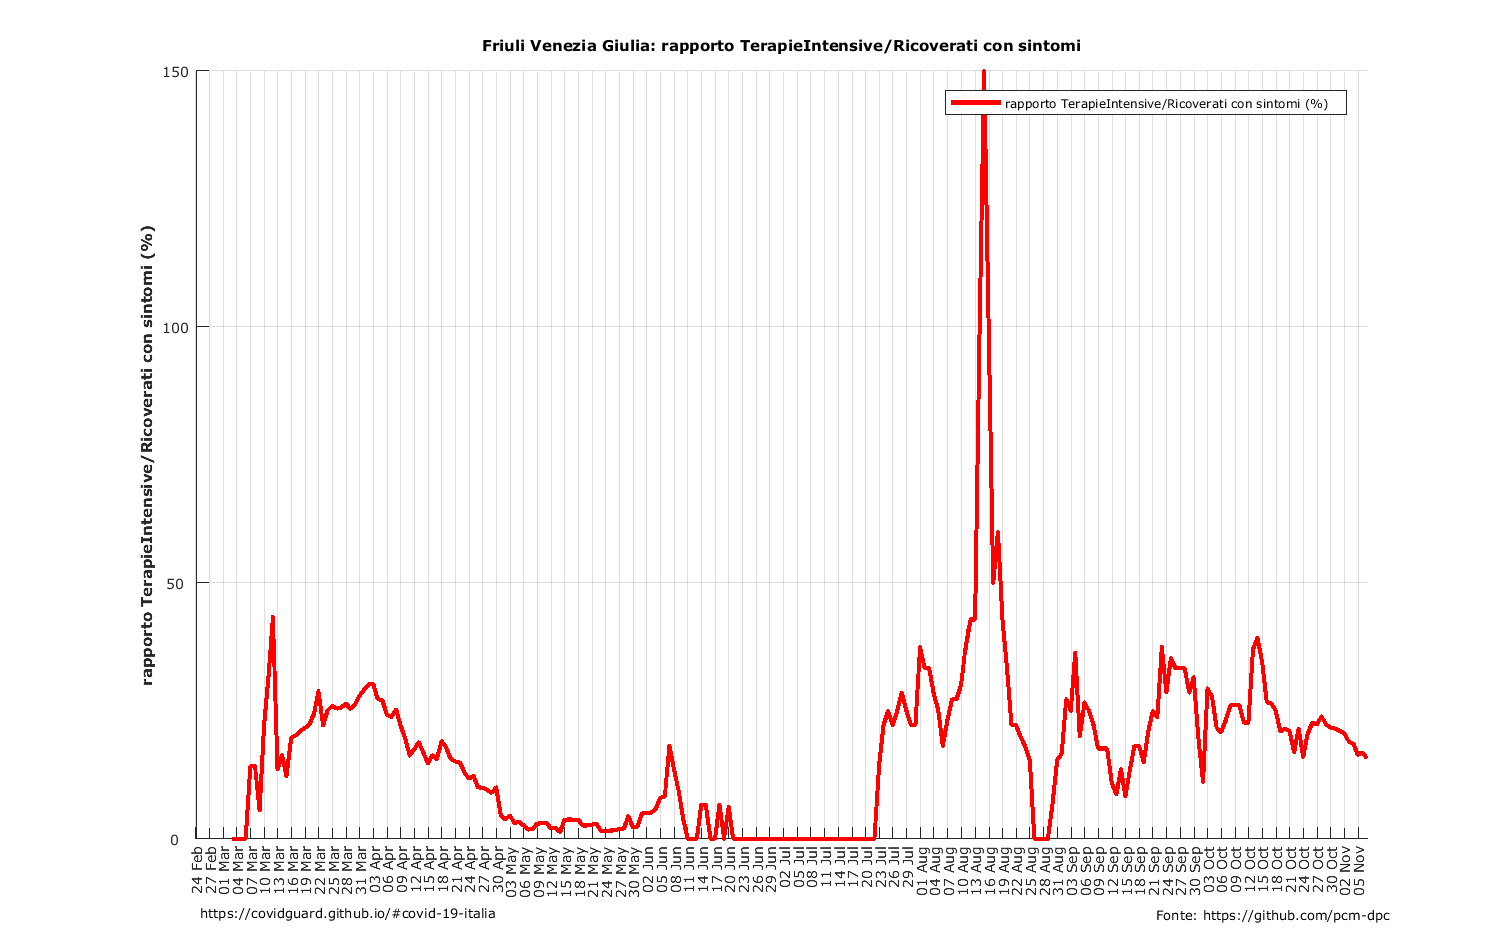 Friuli Venezia Giulia: rapporto TerapieIntensive/Ricoverati con sintomi
rapporto TerapieIntensive/Ricoverati con sintomi (%)
rapporto TerapieIntensive/Ricoverati con sintomi (%)
150
100
50
0
24 Feb
27 Feb
01 Mar
04 Mar
07 Mar
10 Mar
13 Mar
16 Mar
19 Mar
22 Mar
25 Mar
28 Mar
31 Mar
03 Apr
06 Apr
09 Apr
12 Apr
15 Apr
18 Apr
21 Apr
24 Apr
27 Apr
30 Apr
03 May
06 May
09 May
12 May
15 May
18 May
21 May
24 May
27 May
30 May
02 Jun
05 Jun
08 Jun
11 Jun
14 Jun
17 Jun
20 Jun
23 Jun
26 Jun
29 Jun
02 Jul
05 Jul
08 Jul
11 Jul
14 Jul
17 Jul
20 Jul
23 Jul
26 Jul
29 Jul
01 Aug
04 Aug
07 Aug
10 Aug
13 Aug
16 Aug
19 Aug
22 Aug
25 Aug
28 Aug
31 Aug
03 Sep
06 Sep
09 Sep
12 Sep
15 Sep
18 Sep
21 Sep
24 Sep
27 Sep
30 Sep
03 Oct
06 Oct
09 Oct
12 Oct
15 Oct
18 Oct
21 Oct
24 Oct
27 Oct
30 Oct
02 Nov
05 Nov
https://covidguard.github.io/#covid-19-italia
Fonte: https://github.com/pcm-dpc